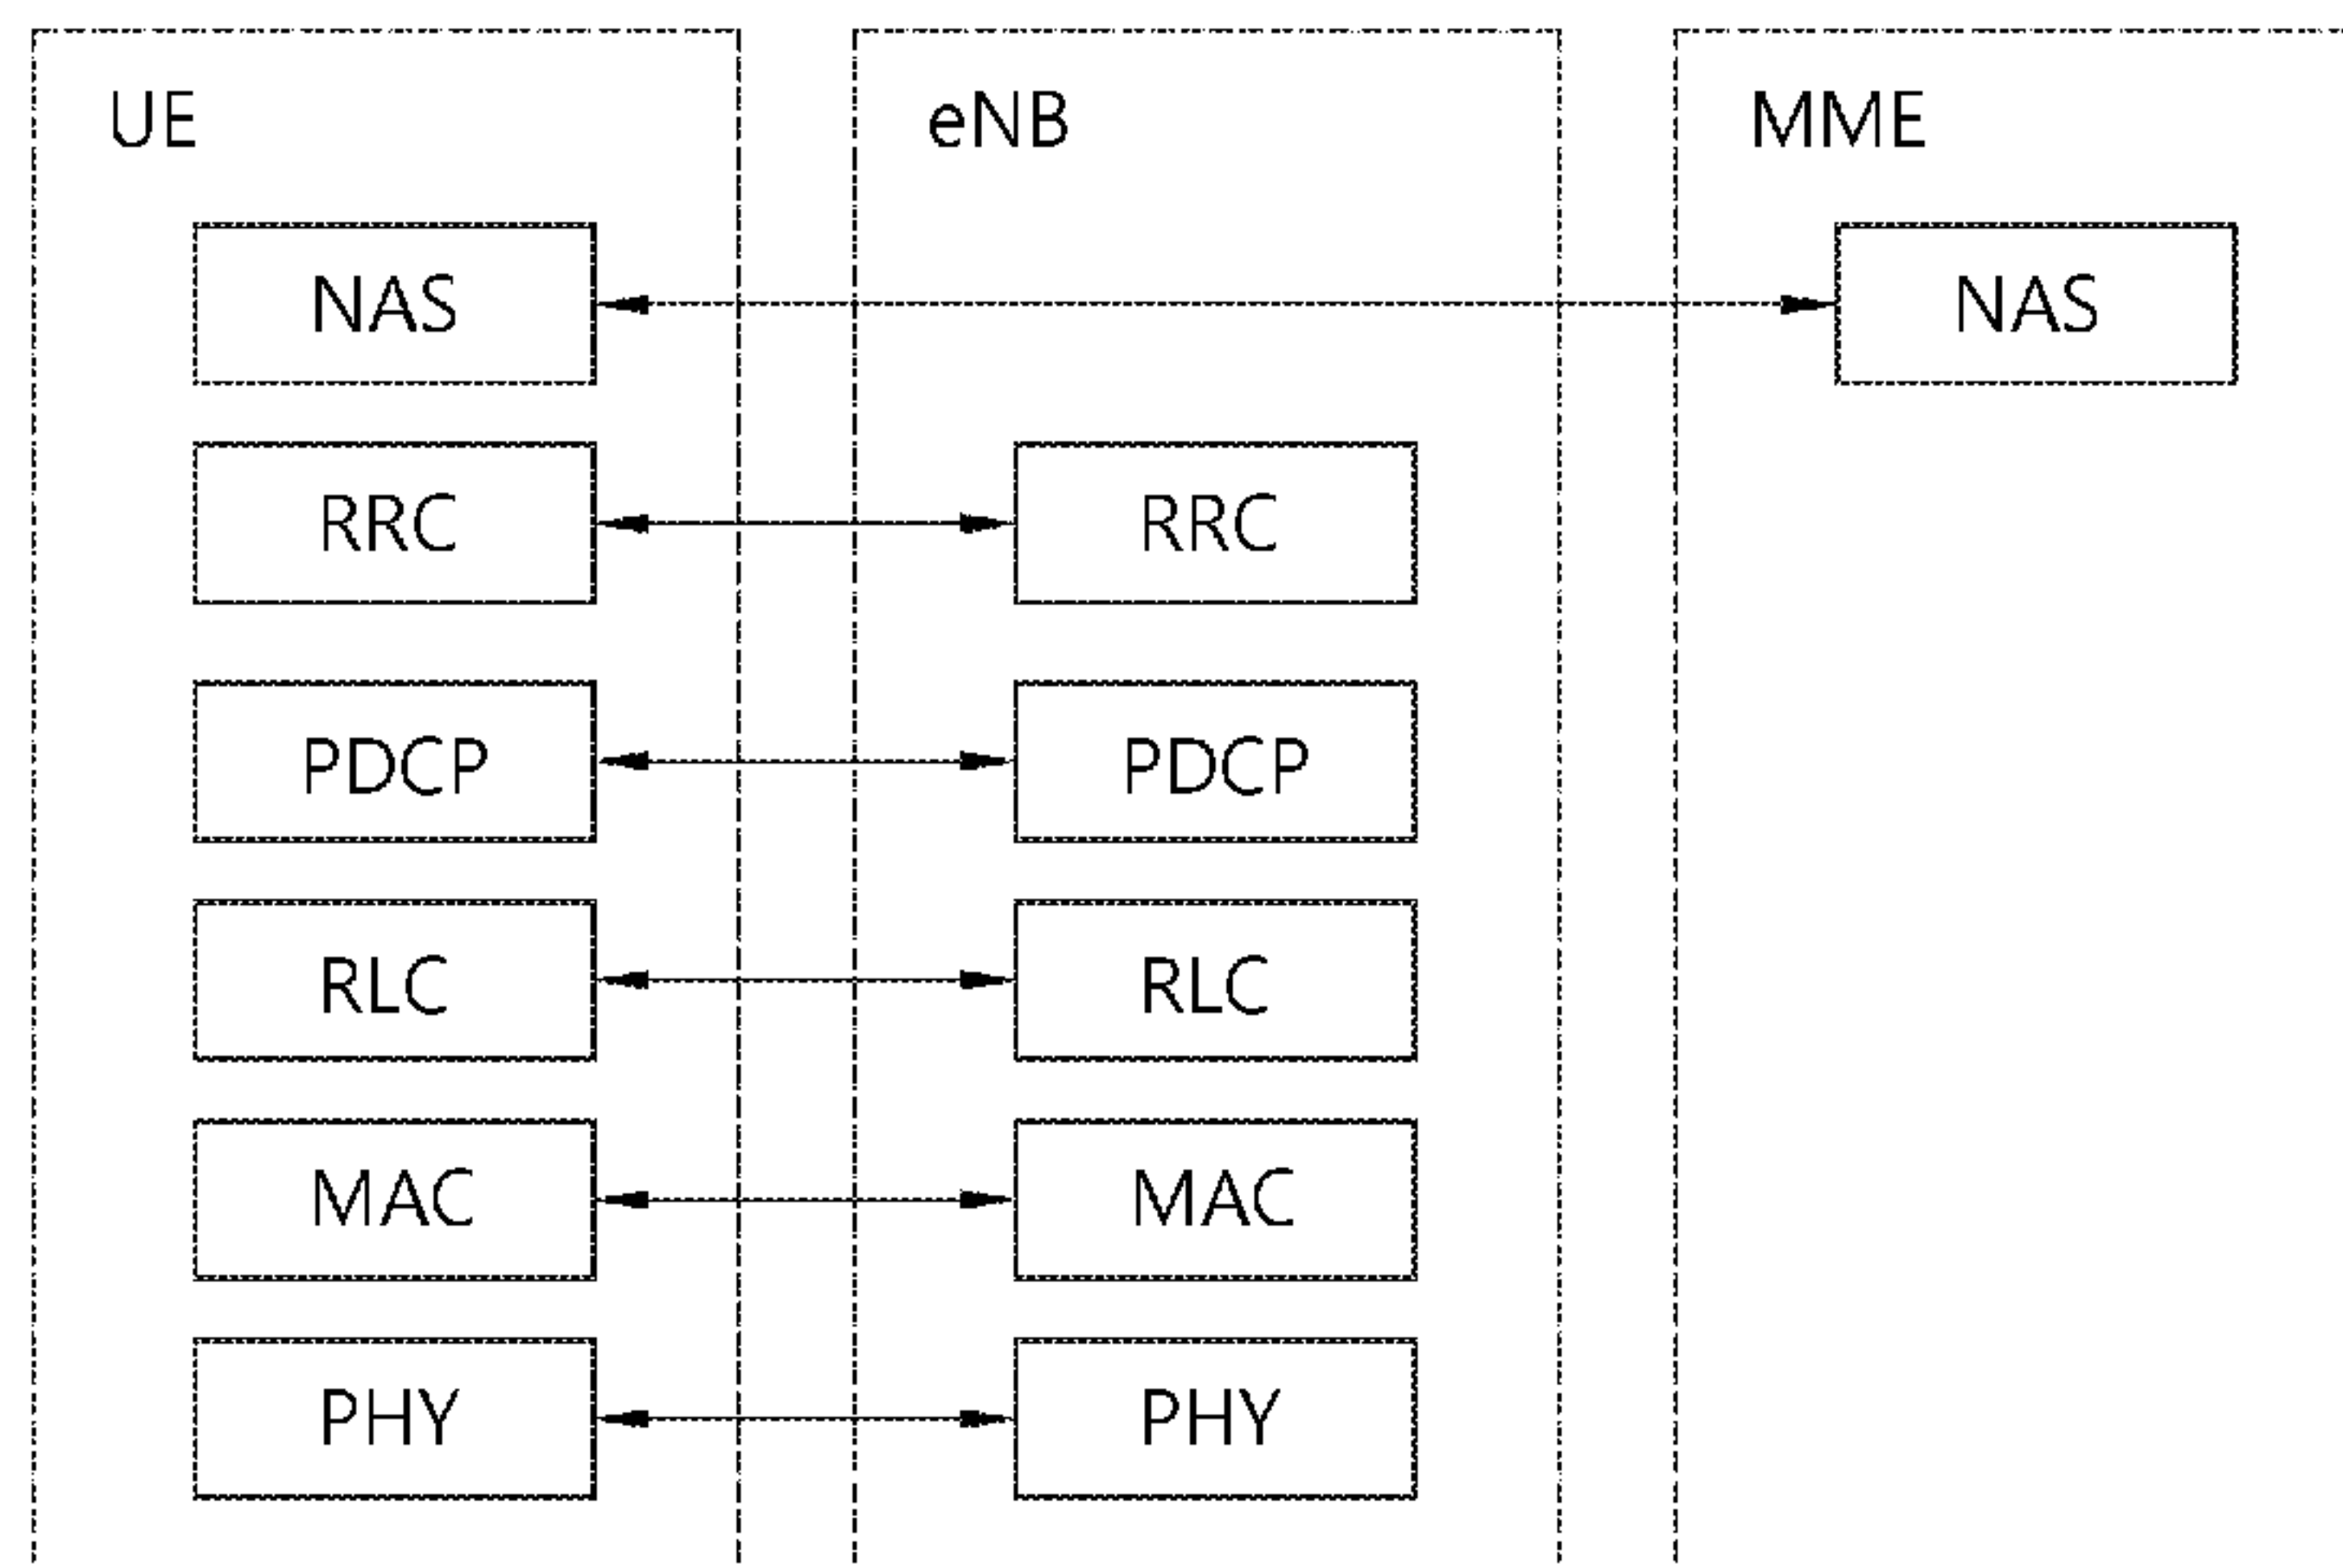 UE eNB MME
NAS NAS
RRC RRC
PDCP PDCP
RLC RLC
MAC MAC
PHY PHY